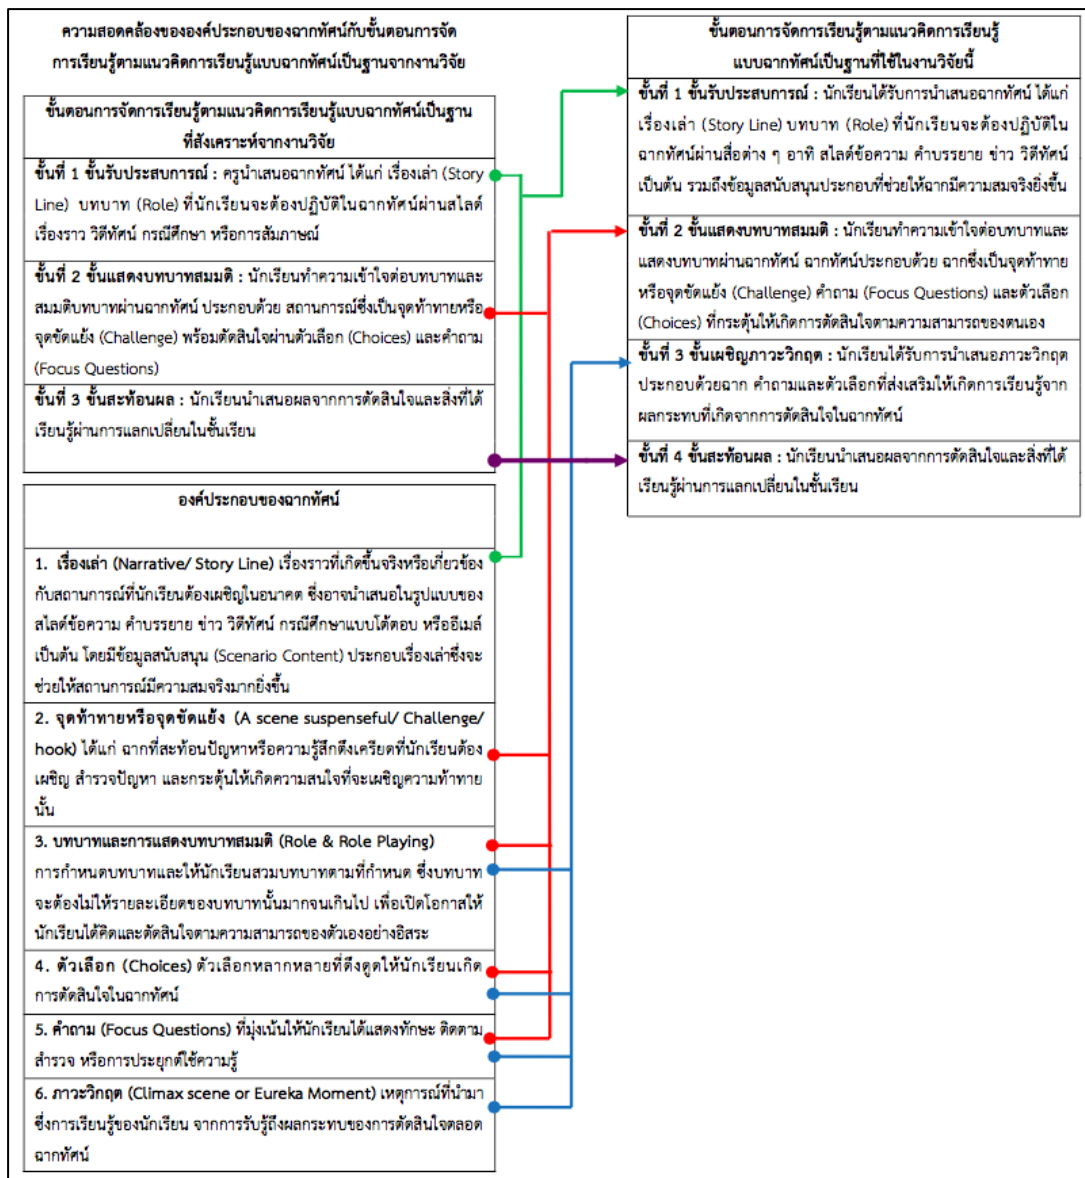 ความสอดคล้องขององค์ประกอบของฉากทัศน์กับขั้นตอนการจัด
การเรียนรู้ตามแนวคิดการเรียนรู้แบบฉากทัศน์เป็นฐานจากงานวิจัย
ขั้นตอนการจัดการเรียนรู้ตามแนวคิดการเรียนรู้แบบฉากทัศน์เป็นฐาน
ที่สังเคราะห์จากงานวิจัย
ขั้นที่ 1 ขั้นรับประสบการณ์ : ครูนำเสนอฉากทัศน์ ได้แก่ เรื่องเล่า (Story
Line) บทบาท (Role) ที่นักเรียนจะต้องปฏิบัติในฉากทัศน์ผ่านสไลด์
เรื่องราว วิดีทัศน์ กรณีศึกษา หรือการสัมภาษณ์
ขั้นที่ 2 ขั้นแสดงบทบาทสมมติ : นักเรียนทำความเข้าใจต่อบทบาทและ
สมมติบทบาทผ่านฉากทัศน์ ประกอบด้วย สถานการณ์ซึ่งเป็นจุดท้าทายหรือ
จุดขัดแย้ง (Challenge) พร้อมตัดสินใจผ่านตัวเลือก (Choices) และคำถาม
(Focus Questions)
ขั้นที่ 3 ขั้นสะท้อนผล : นักเรียนนำเสนอผลจากการตัดสินใจและสิ่งที่ได้
เรียนรู้ผ่านการแลกเปลี่ยนในชั้นเรียน
องค์ประกอบของฉากทัศน์
1. เรื่องเล่า (Narrative/ Story Line) เรื่องราวที่เกิดขึ้นจริงหรือเกี่ยวข้อง
กับสถานการณ์ที่นักเรียนต้องเผชิญในอนาคต ซึ่งอาจนำเสนอในรูปแบบของ
สไลด์ข้อความ คำบรรยาย ข่าว วิดีทัศน์ กรณีศึกษาแบบโต้ตอบ หรืออีเมล์
เป็นต้น โดยมีข้อมูลสนับสนุน (Scenario Content) ประกอบเรื่องเล่าซึ่งจะ
ช่วยให้สถานการณ์มีความสมจริงมากยิ่งขึ้น
2. จุดท้าทายหรือจุดขัดแย้ง (A scene suspenseful/ Challenge/
hook) ได้แก่ ฉากที่สะท้อนปัญหาหรือความรู้สึกตึงเครียดที่นักเรียนต้อง
เผชิญ สำรวจปัญหา และกระตุ้นให้เกิดความสนใจที่จะเผชิญความท้าทาย
นั้น
3. บทบาทและการแสดงบทบาทสมมติ (Role & Role Playing)
การกำหนดบทบาทและให้นักเรียนสวมบทบาทตามที่กำหนด ซึ่งบทบาท
จะต้องไม่ให้รายละเอียดของบทบาทนั้นมากจนเกินไป เพื่อเปิดโอกาสให้
นักเรียนได้คิดและตัดสินใจตามความสามารถของตัวเองอย่างอิสระ
4. ตัวเลือก (Choices) ตัวเลือกหลากหลายที่ดึงดูดให้นักเรียนเกิด
การตัดสินใจในฉากทัศน์
5. คำถาม (Focus Questions) ที่มุ่งเน้นให้นักเรียนได้แสดงทักษะ ติดตาม
สำรวจ หรือการประยุกต์ใช้ความรู้
6. ภาวะวิกฤต (Climax scene or Eureka Moment) เหตุการณ์ที่นำมา
ซึ่งการเรียนรู้ของนักเรียน จากการรับรู้ถึงผลกระทบของการตัดสินใจตลอด
ฉากทัศน์
ขั้นตอนการจัดการเรียนรู้ตามแนวคิดการเรียนรู้
แบบฉากทัศน์เป็นฐานที่ใช้ในงานวิจัยนี้
ขั้นที่ 1 ขั้นรับประสบการณ์ : นักเรียนได้รับการนำเสนอฉากทัศน์ ได้แก่
เรื่องเล่า (Story Line) บทบาท (Role) ที่นักเรียนจะต้องปฏิบัติใน
ฉากทัศน์ผ่านสื่อต่าง ๆ อาทิ สไลด์ข้อความ คำบรรยาย ข่าว วิดีทัศน์
เป็นต้น รวมถึงข้อมูลสนับสนุนประกอบที่ช่วยให้ฉากมีความสมจริงยิ่งขึ้น
ขั้นที่ 2 ขั้นแสดงบทบาทสมมติ : นักเรียนทำความเข้าใจต่อบทบาทและ
แสดงบทบาทผ่านฉากทัศน์ ฉากทัศน์ประกอบด้วย ฉากซึ่งเป็นจุดท้าทาย
หรือจุดขัดแย้ง (Challenge) คำถาม (Focus Questions) และตัวเลือก
(Choices) ที่กระตุ้นให้เกิดการตัดสินใจตามความสามารถของตนเอง
ขั้นที่ 3 ขั้นเผชิญภาวะวิกฤต : นักเรียนได้รับการนำเสนอภาวะวิกฤต
ประกอบด้วยฉาก คำถามและตัวเลือกที่ส่งเสริมให้เกิดการเรียนรู้จาก
ผลกระทบที่เกิดจากการตัดสินใจในฉากทัศน์
ขั้นที่ 4 ขั้นสะท้อนผล : นักเรียนนำเสนอผลจากการตัดสินใจและสิ่งที่ได้
เรียนรู้ผ่านการแลกเปลี่ยนในชั้นเรียน